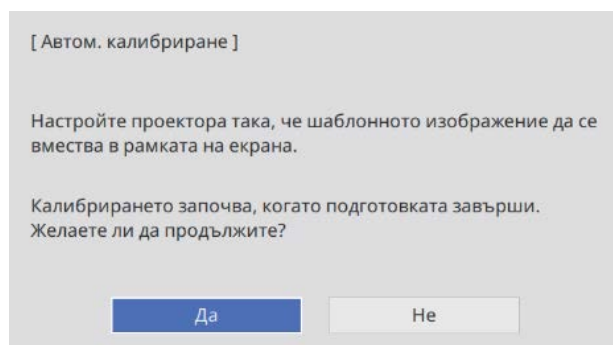 [ Автом. калибриране ]
Настройте проектора така, че шаблонното изображение да се
вмества в рамката на екрана.
Калибрирането започва, когато подготовката завърши.
Желаете ли да продължите?
Да
Не